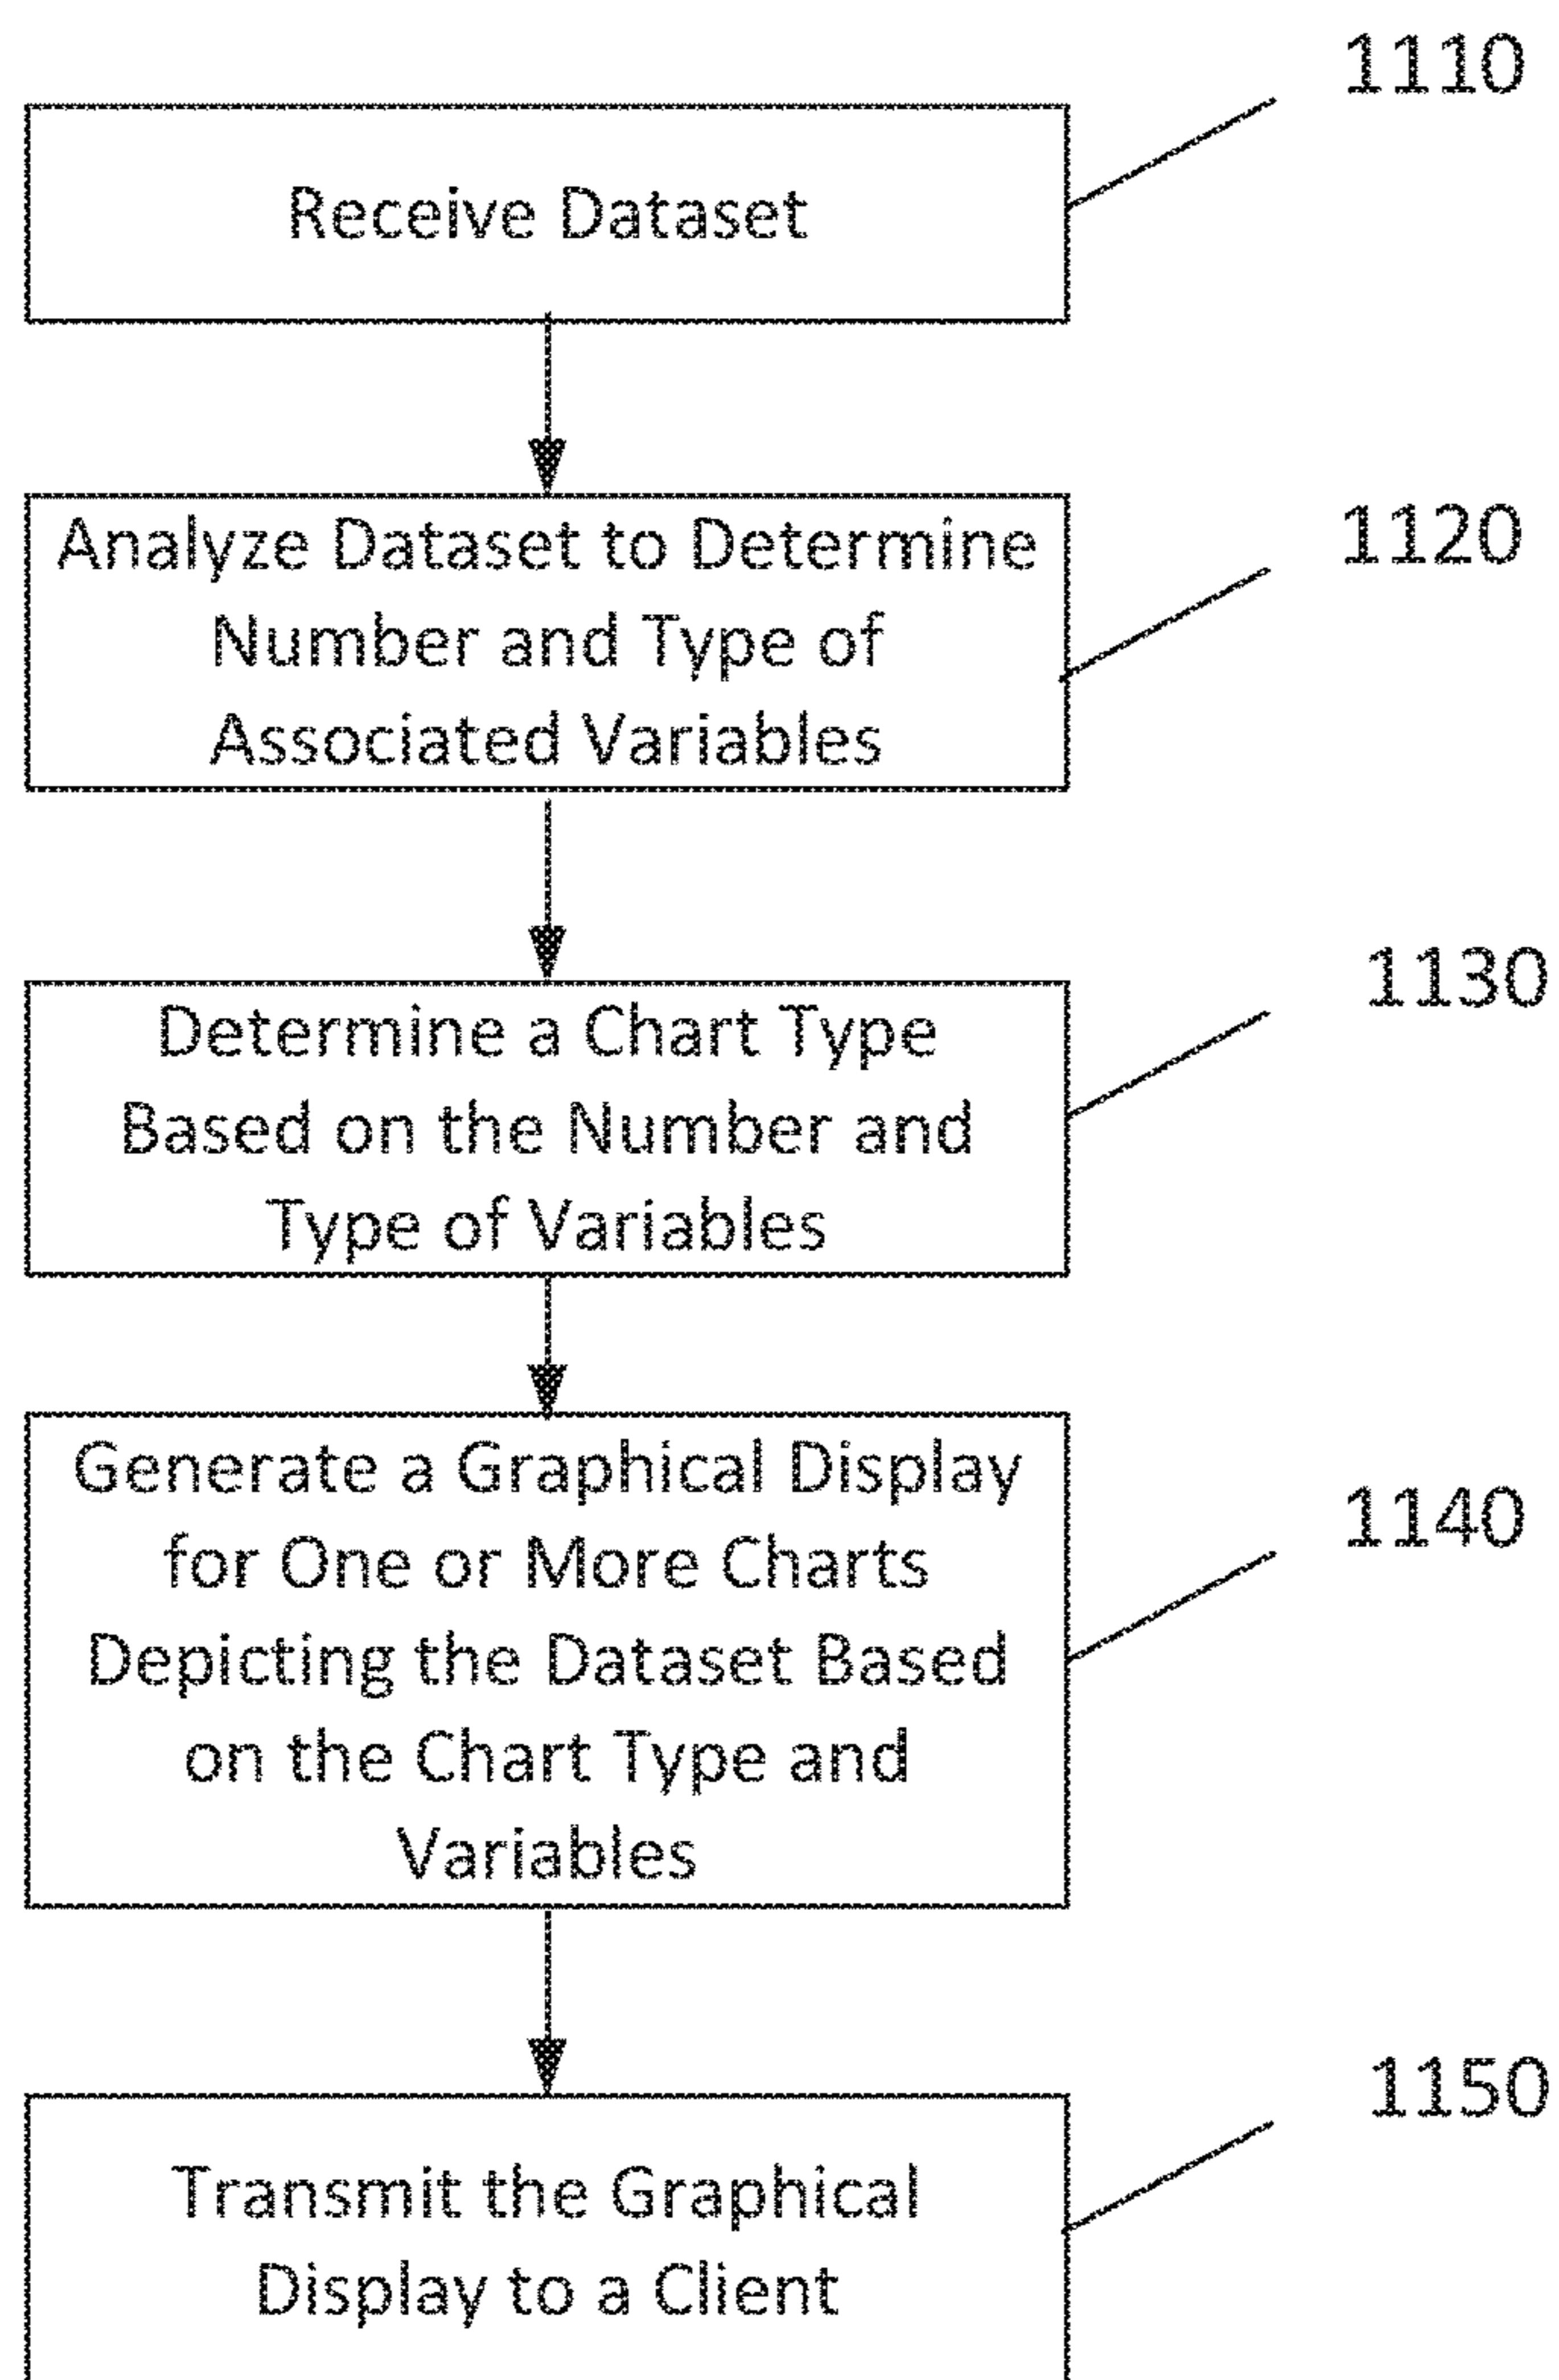 1110
Receive Dataset
1120
Analyze Dataset to Determine
Number and Type of
Associated Variables
1130
Determine a Chart Type
Based on the Number and
Type of Variables
1140
Generate a Graphical Display
for One or More Charts
Depicting the Dataset Based
on the Chart Type and
Variables
1150
Transmit the Graphical
Display to a Client